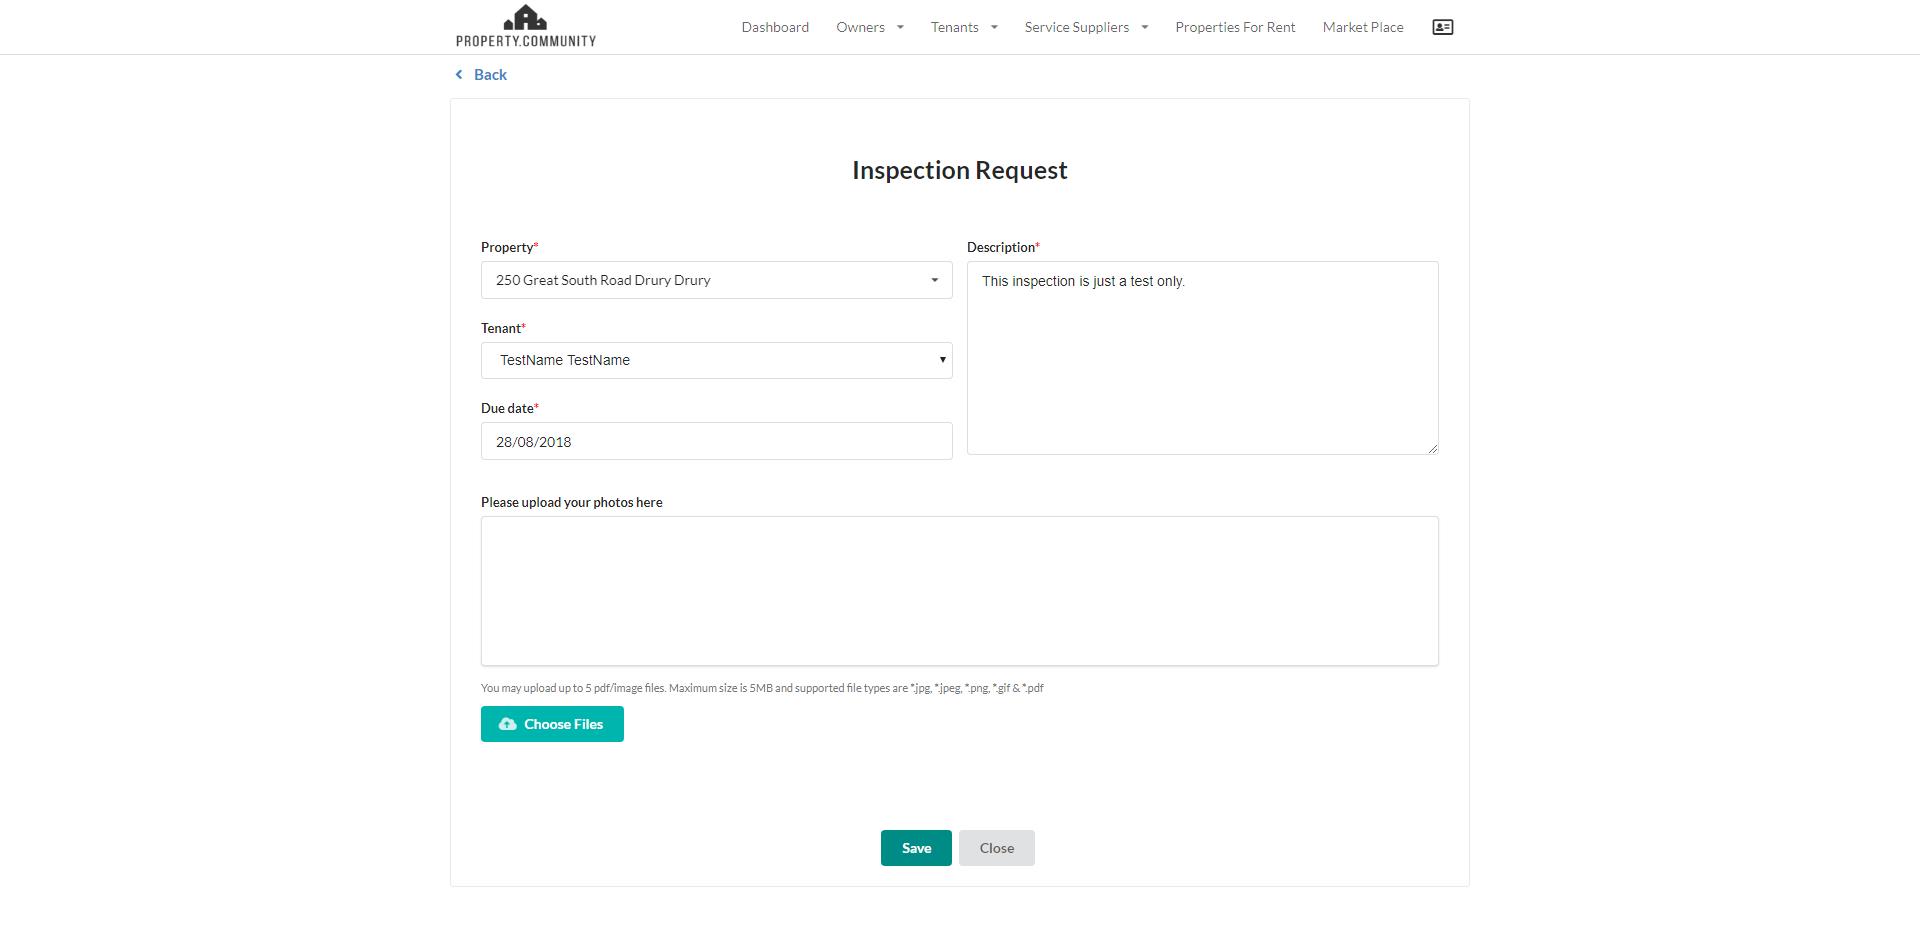 PROPERTY.COMMUNITY
Dashboard
Owners
Tenants
Service Suppliers
Properties For Rent
Market Place
Back
Inspection Request
Property*
250 Great South Road Drury Drury
Tenant*
TestName TestName
Due date*
28/08/2018
Description*
This inspection is just a test only.
Please upload your photos here
You may upload up to 5 pdf/image files. Maximum size is 5MB and supported file types are *.jpg, *.jpeg, *.png, *.gif & *.pdf
Choose Files
Save
Close